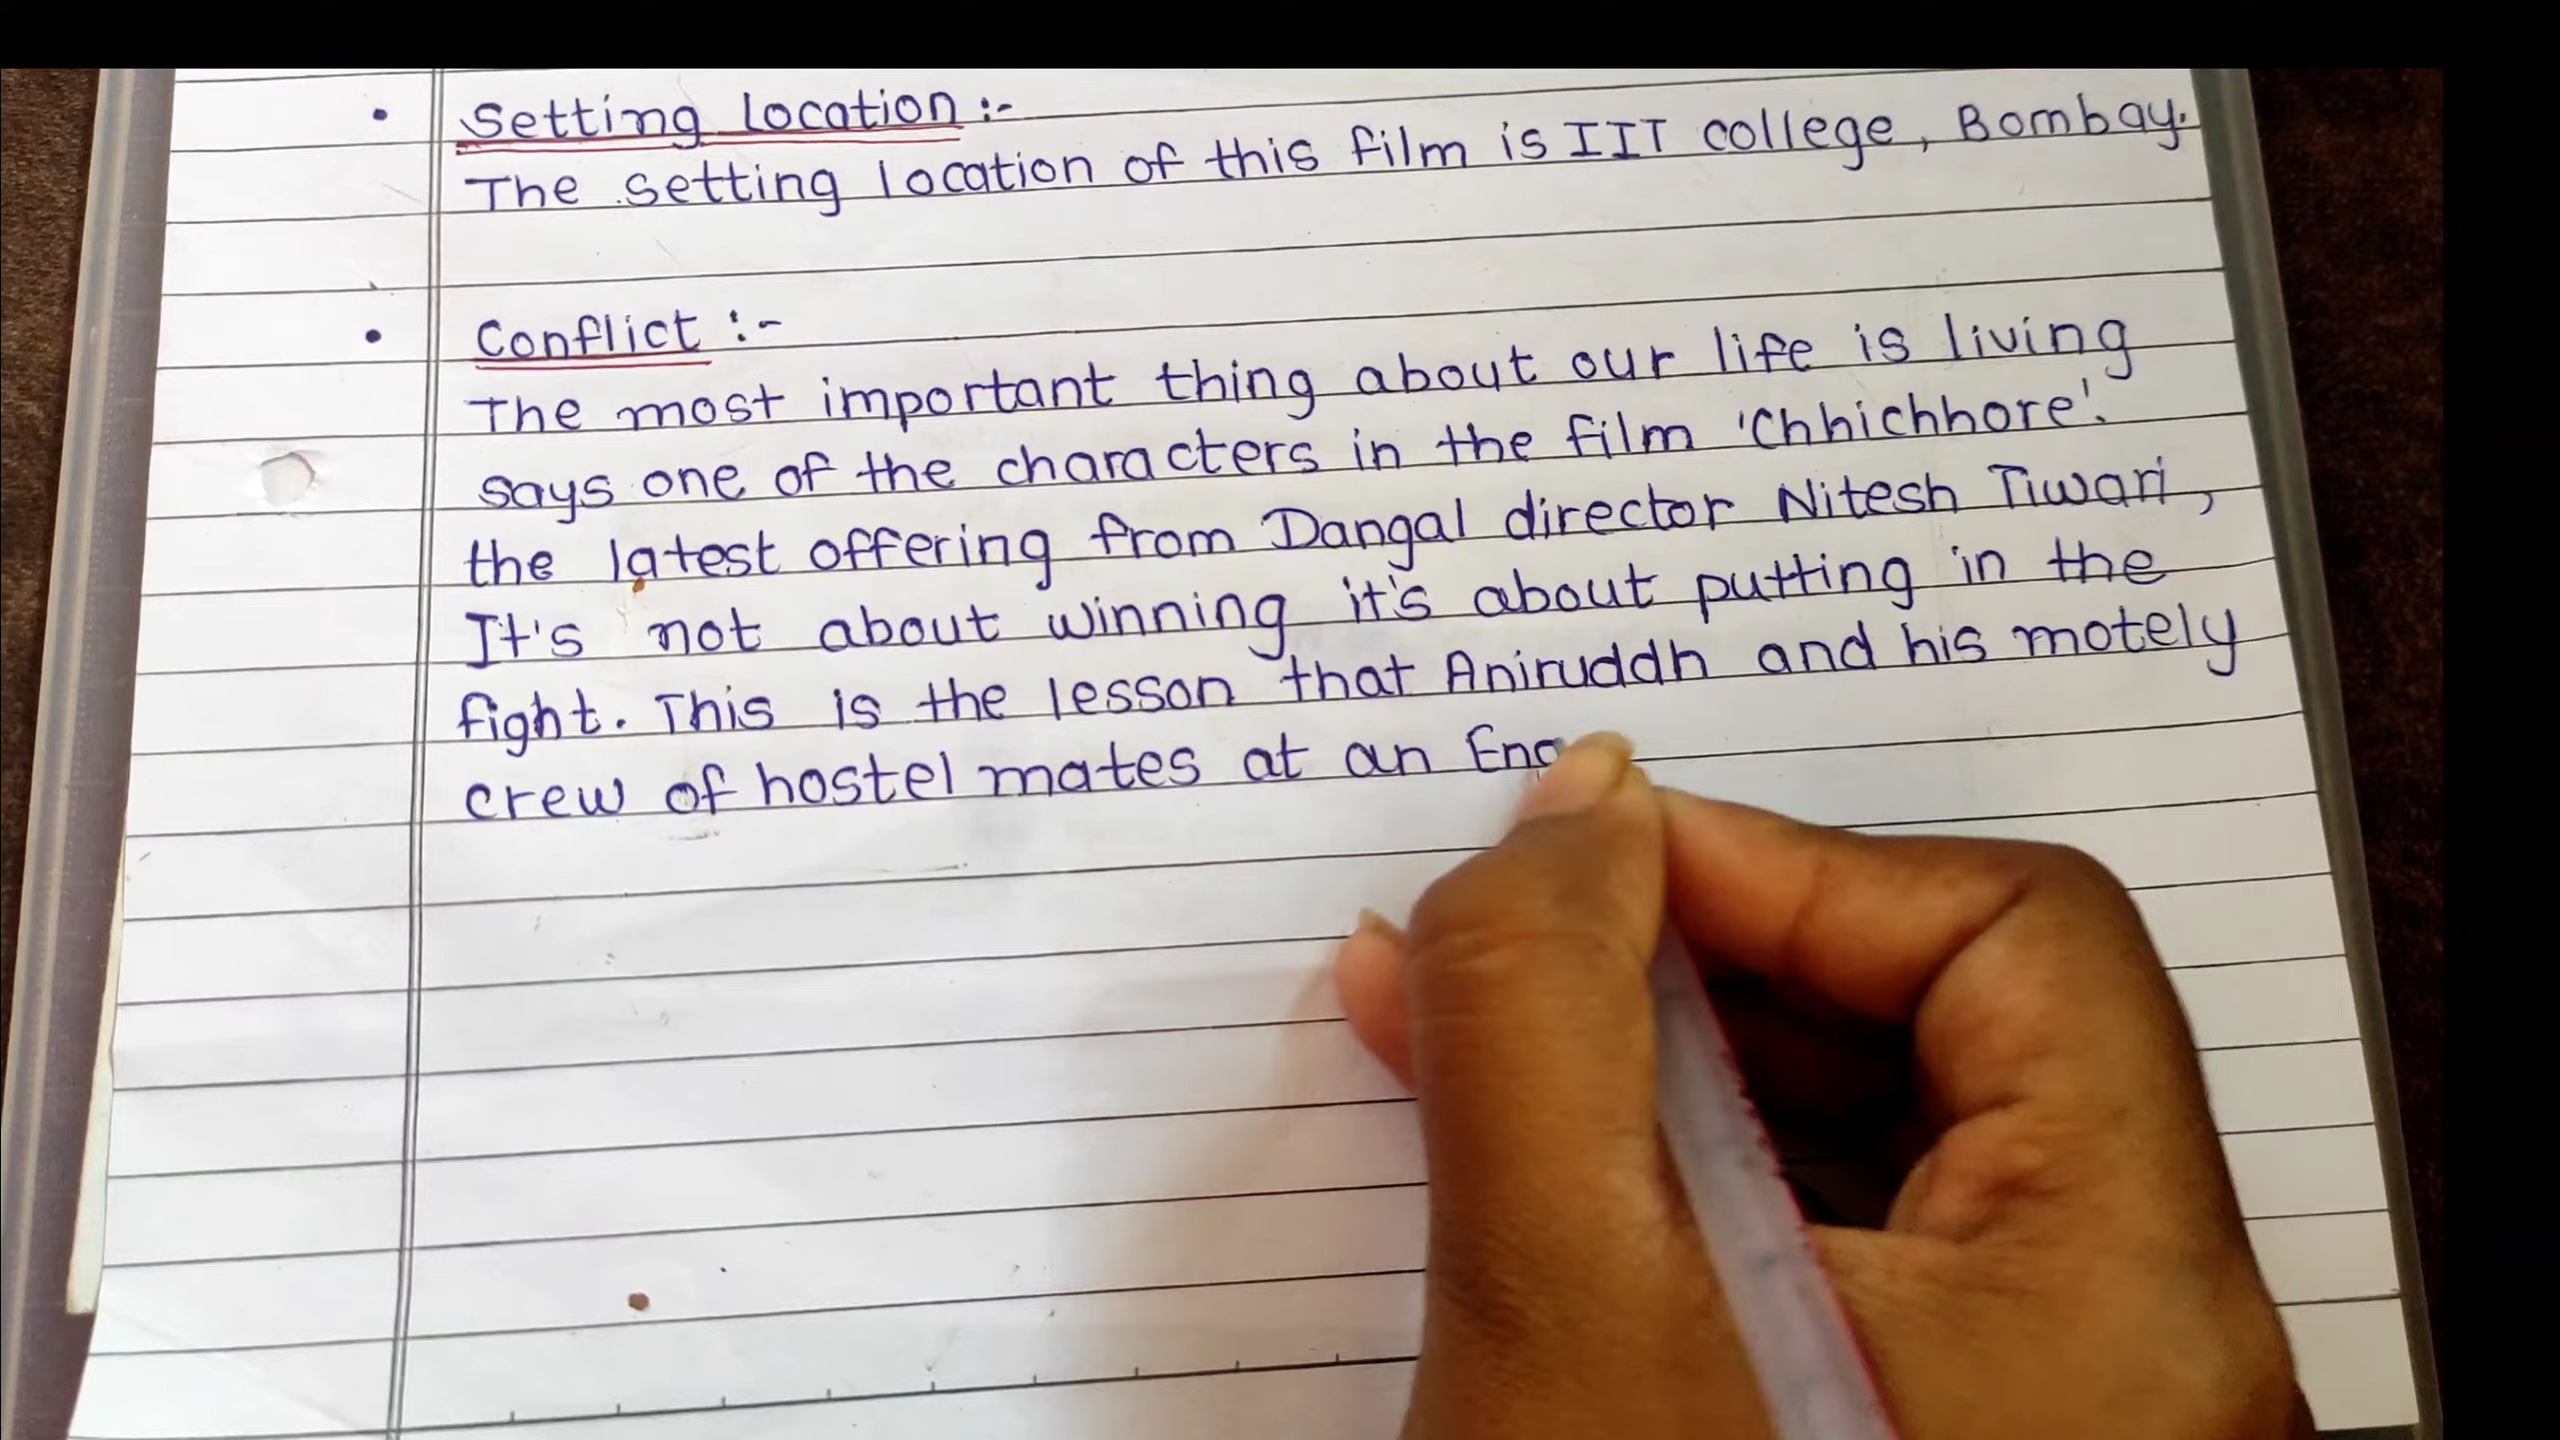 • Setting Location :-
The setting location of this film is IIT college, Bombay.
• Conflict :-
The most important thing about our life is living
says one of the characters in the film 'Chhichhore'.
the latest offering from Dangal director Nitesh Tiwari,
It's not about winning it's about putting in the
fight. This is the lesson that Aniruddh and his motely
crew of hostel mates at an